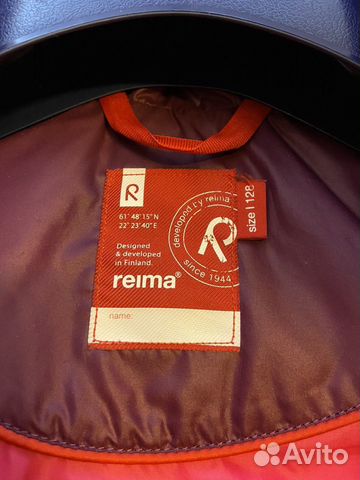 R
61° 48'15"N
22° 23'40"E
Designed
& developed
in Finland.
reima®
name:
developed by reima
R
since 1944
size | 128
Avito